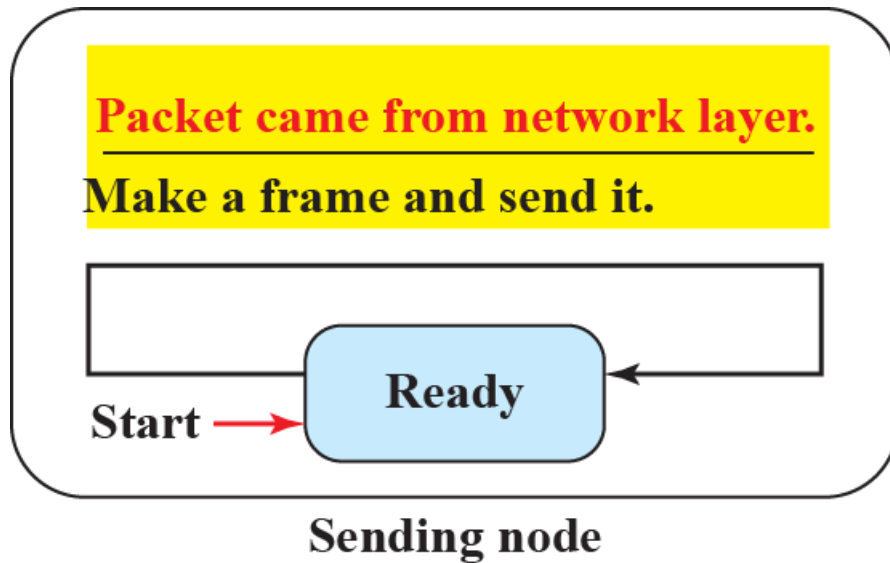 Packet came from network layer.
Make a frame and send it.
Ready
Start
Sending node